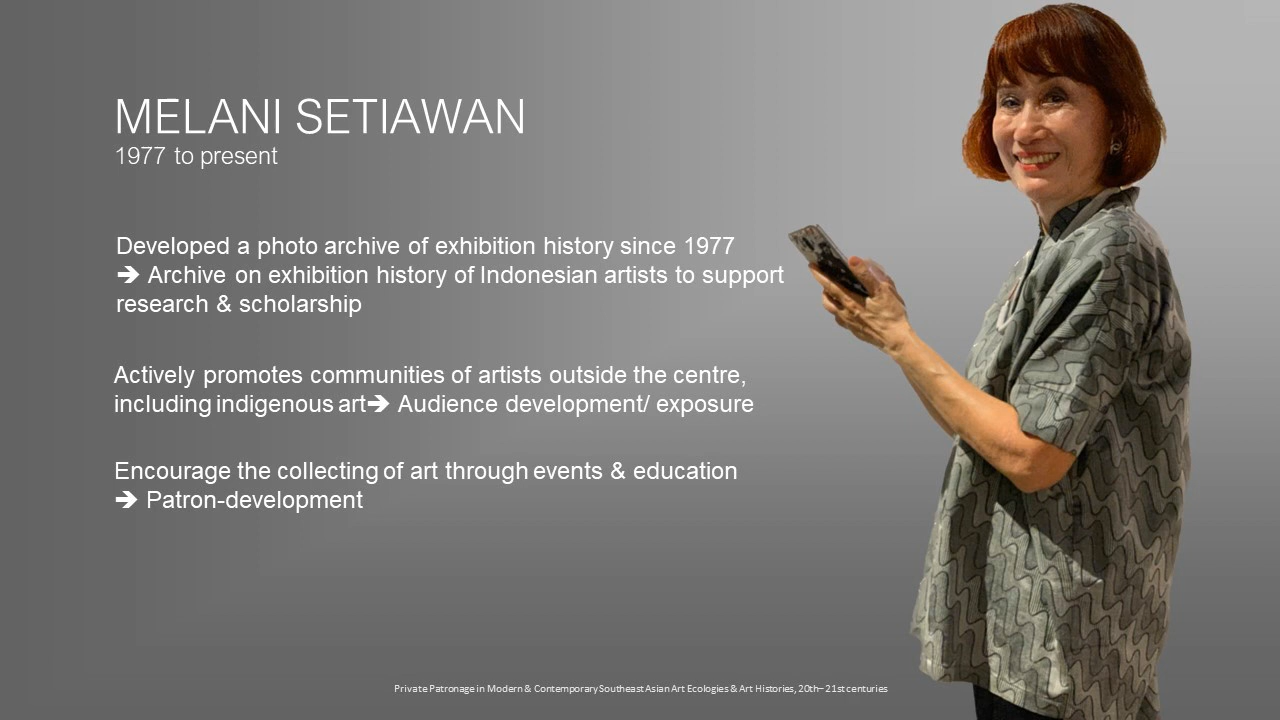 MELANI SETIAWAN
1977 to present
Developed a photo archive of exhibition history since 1977
➔ Archive on exhibition history of Indonesian artists to support
research & scholarship
Actively promotes communities of artists outside the centre,
including indigenous art➔ Audience development/ exposure
Encourage the collecting of art through events & education
➔ Patron-development
Private Patronage in Modern & Contemporary Southeast Asian Art Ecologies & Art Histories, 20th–21st centuries